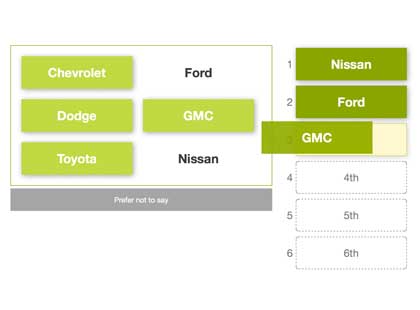 Chevrolet
Ford
Dodge
GMC
Toyota
Nissan
Prefer not to say
1 Nissan
2 Ford
3 GMC
4 4th
5 5th
6 6th